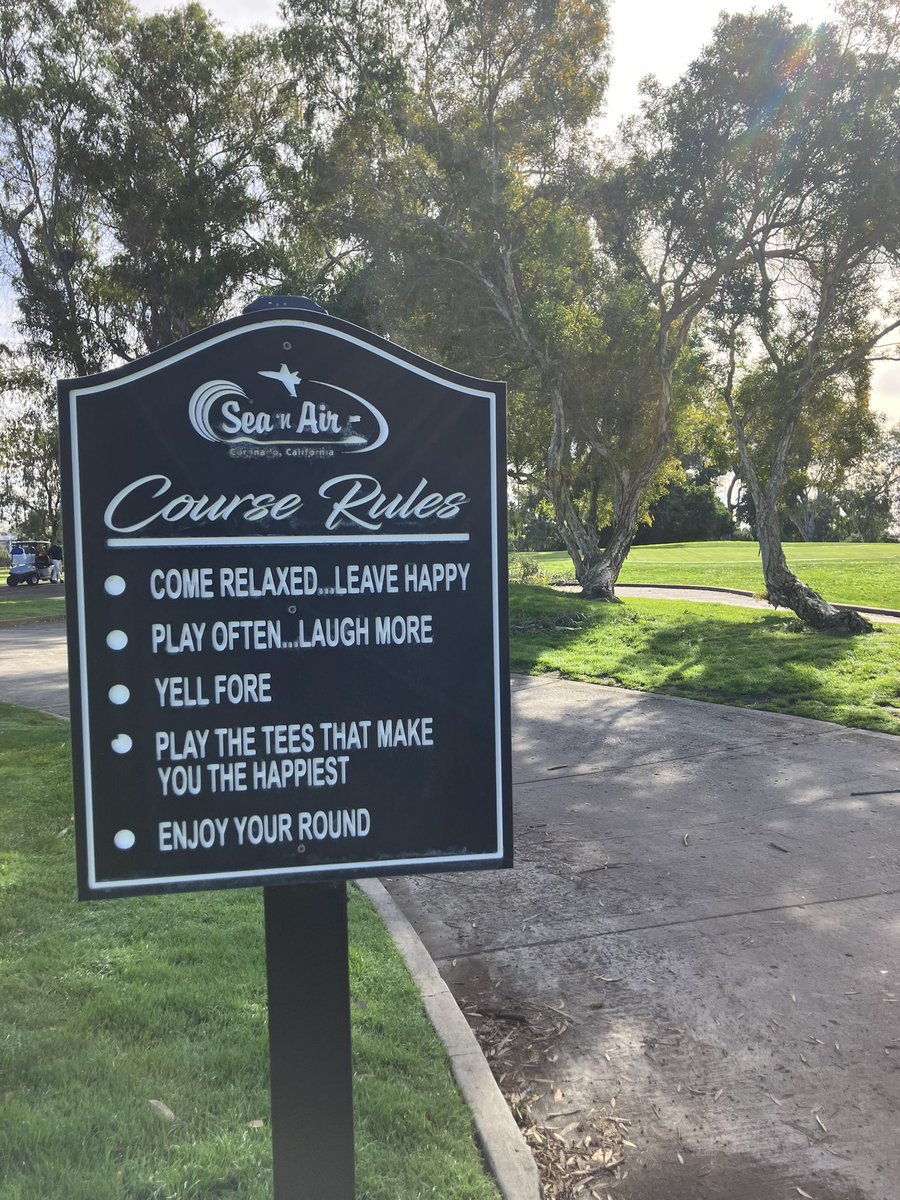 Sea 'n Air
Coronado, California
Course Rules
COME RELAXED...LEAVE HAPPY
PLAY OFTEN...LAUGH MORE
YELL FORE
PLAY THE TEES THAT MAKE
YOU THE HAPPIEST
ENJOY YOUR ROUND